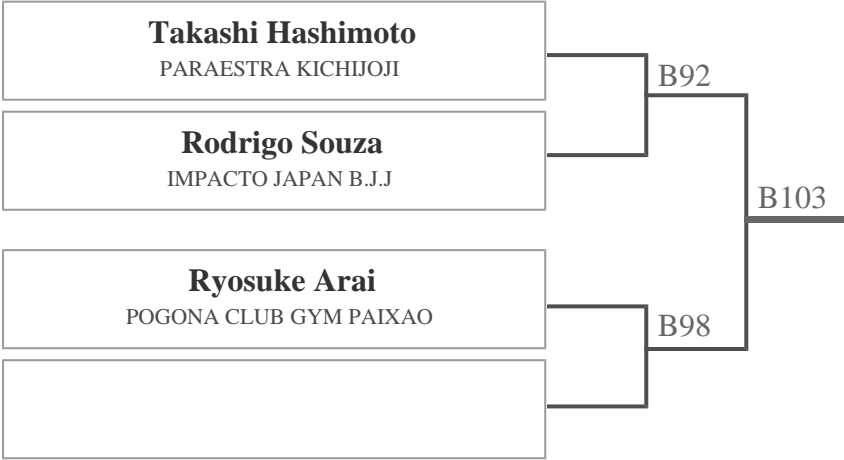 Takashi Hashimoto
PARAESTRA KICHIJOJI
B92
Rodrigo Souza
IMPACTO JAPAN B.J.J
B103
Ryosuke Arai
POGONA CLUB GYM PAIXAO
B98